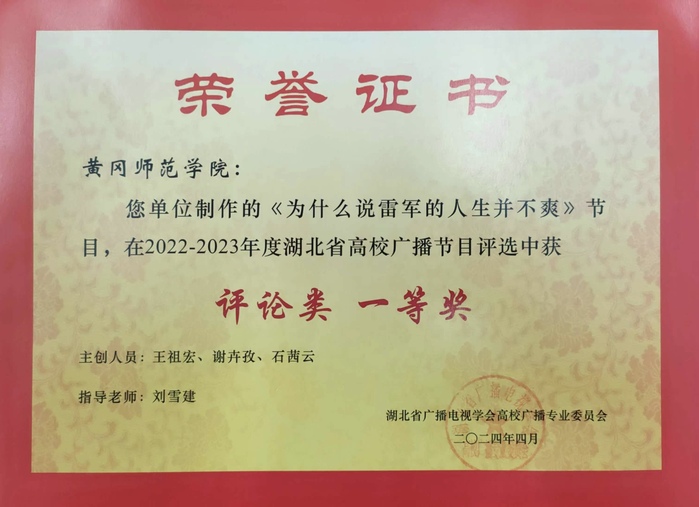 荣誉证书
黄冈师范学院：
您单位制作的《为什么说雷军的人生并不爽》节
目，在2022-2023年度湖北省高校广播节目评选中获
评论类 一等奖
主创人员：王祖宏、谢卉孜、石茜云
指导老师：刘雪建
湖北省广播电视学会高校广播专业委员会
二〇二四年四月